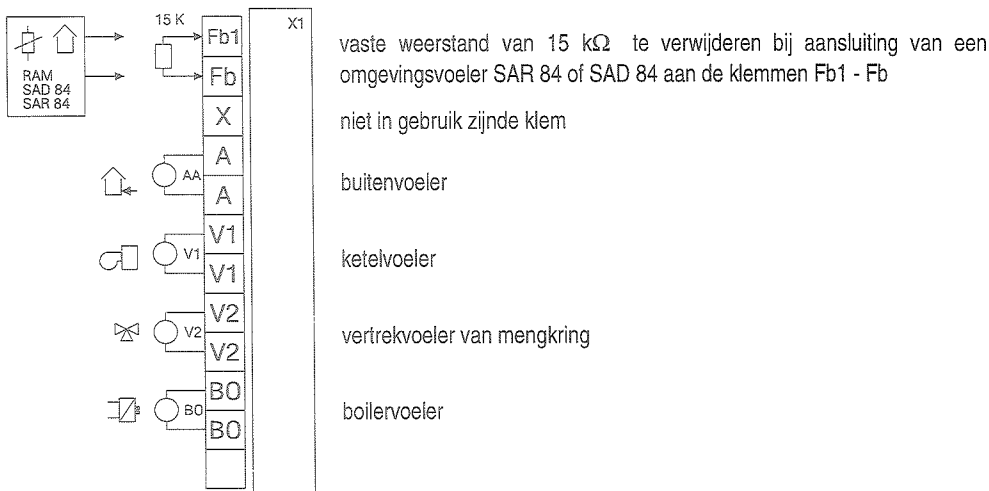 15 K
X1
RAM
SAD 84
SAR 84
Fb1
vaste weerstand van 15 kΩ te verwijderen bij aansluiting van een
omgevingsvoeler SAR 84 of SAD 84 aan de klemmen Fb1 - Fb
Fb
X
niet in gebruik zijnde klem
A
AA
A
buitenvoeler
V1
V1
V1
ketelvoeler
V2
V2
V2
vertrekvoeler van mengkring
BO
BO
BO
boilervoeler